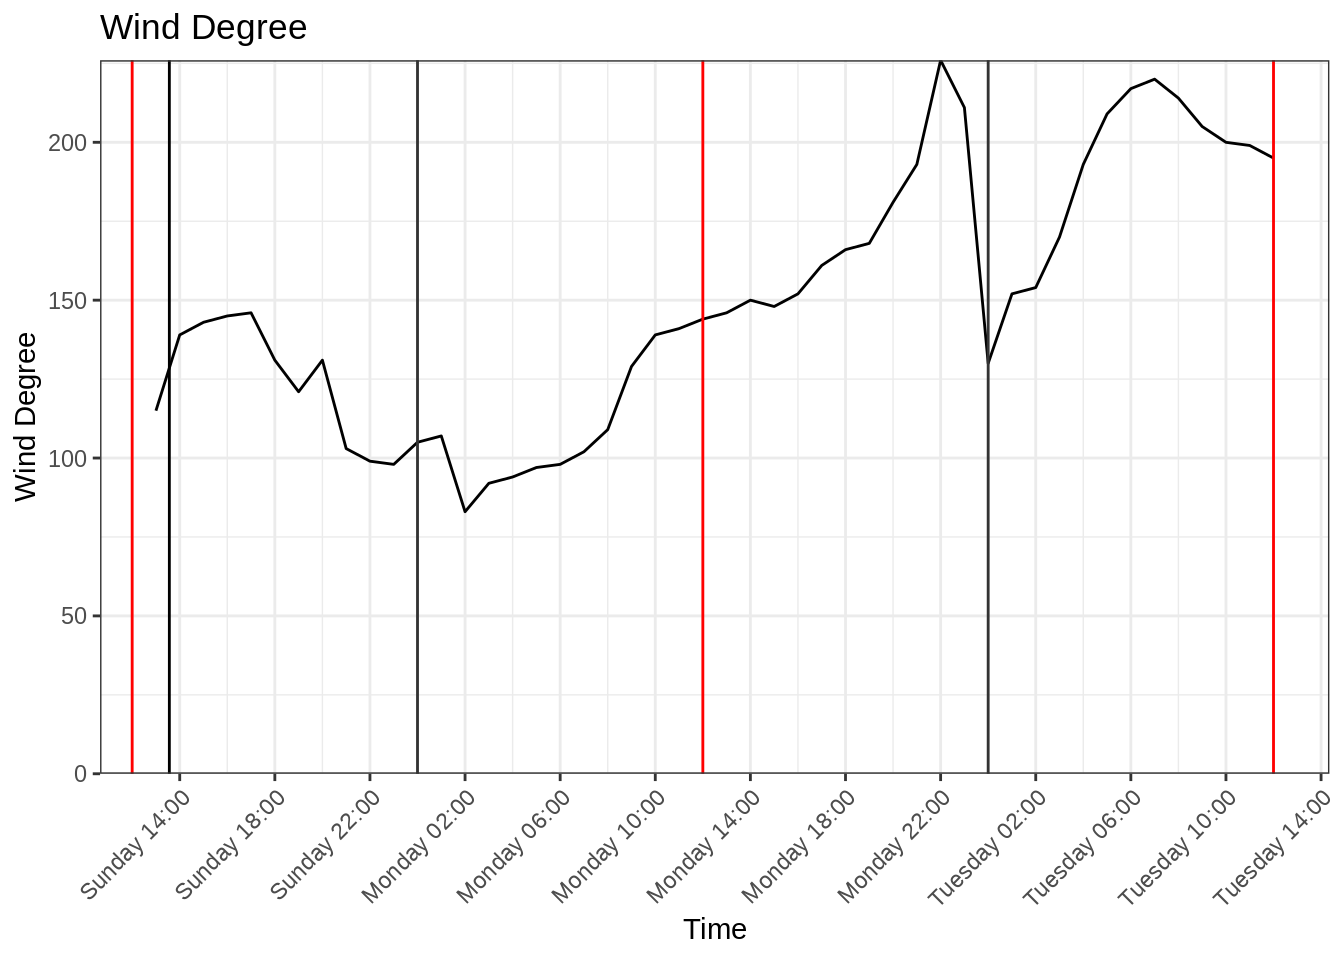 Wind Degree
Wind Degree
200
150
100
50
0
Sunday 14:00
Sunday 18:00
Sunday 22:00
Monday 02:00
Monday 06:00
Monday 10:00
Monday 14:00
Monday 18:00
Monday 22:00
Tuesday 02:00
Tuesday 06:00
Tuesday 10:00
Tuesday 14:00
Time